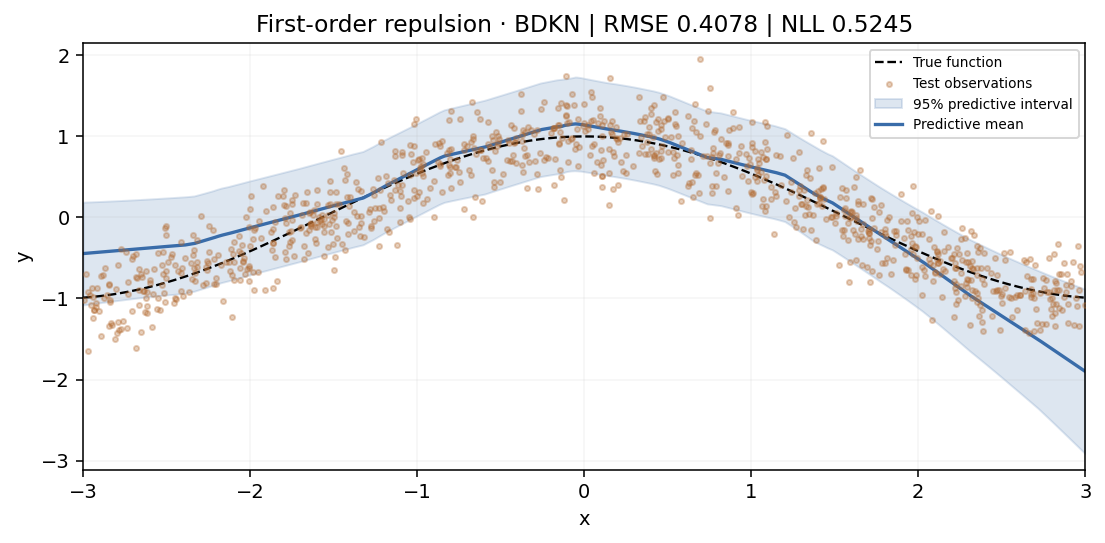 First-order repulsion · BDKN | RMSE 0.4078 | NLL 0.5245
True function
Test observations
95% predictive interval
Predictive mean
y
2
1
0
−1
−2
−3
−3
−2
−1
0
1
2
3
x